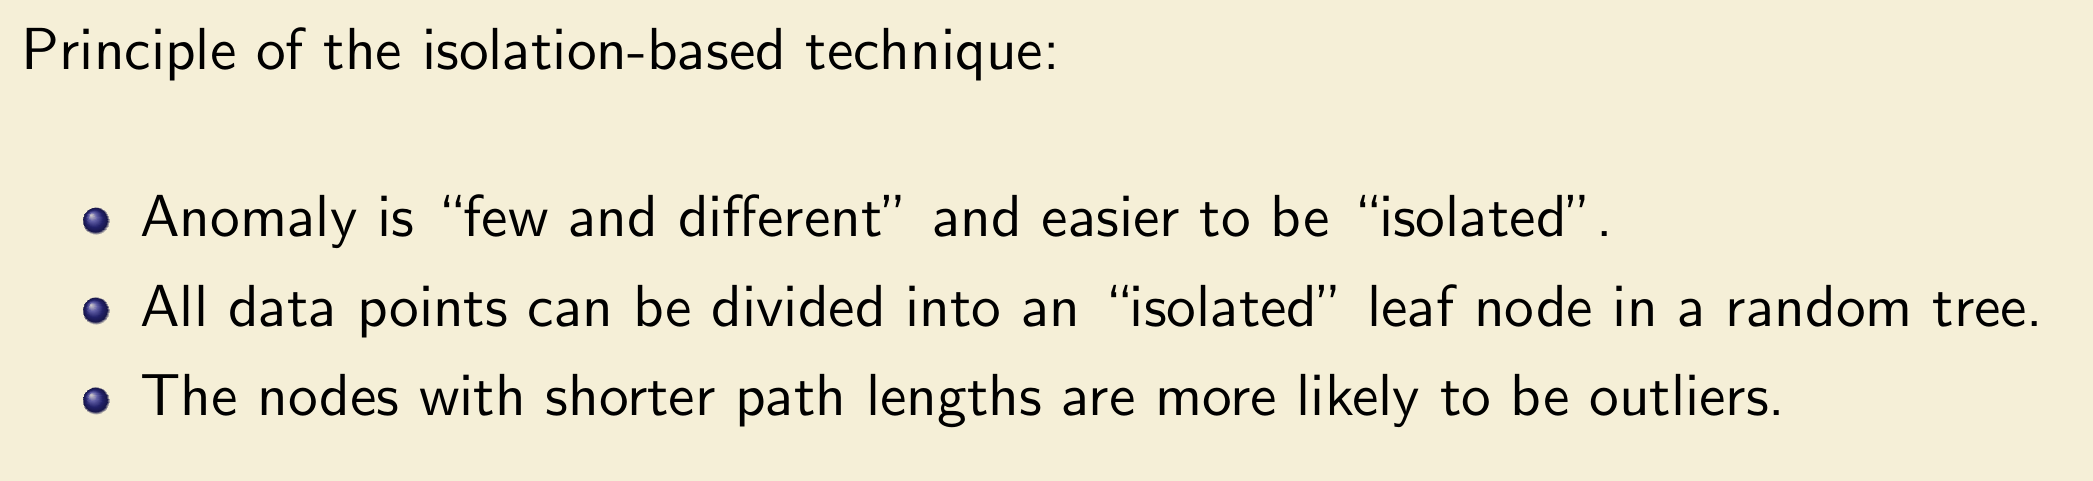 Principle of the isolation-based technique:
Anomaly is “few and different” and easier to be “isolated”.
All data points can be divided into an “isolated” leaf node in a random tree.
The nodes with shorter path lengths are more likely to be outliers.